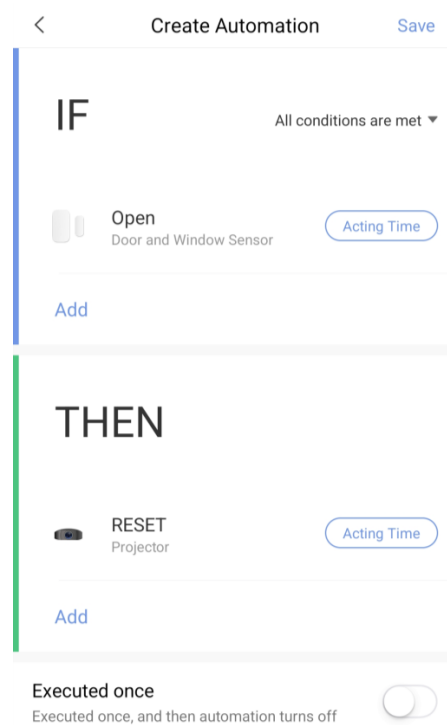 Create Automation
Save
IF
All conditions are met
Open
Door and Window Sensor
Acting Time
Add
THEN
RESET
Projector
Acting Time
Add
Executed once
Executed once, and then automation turns off